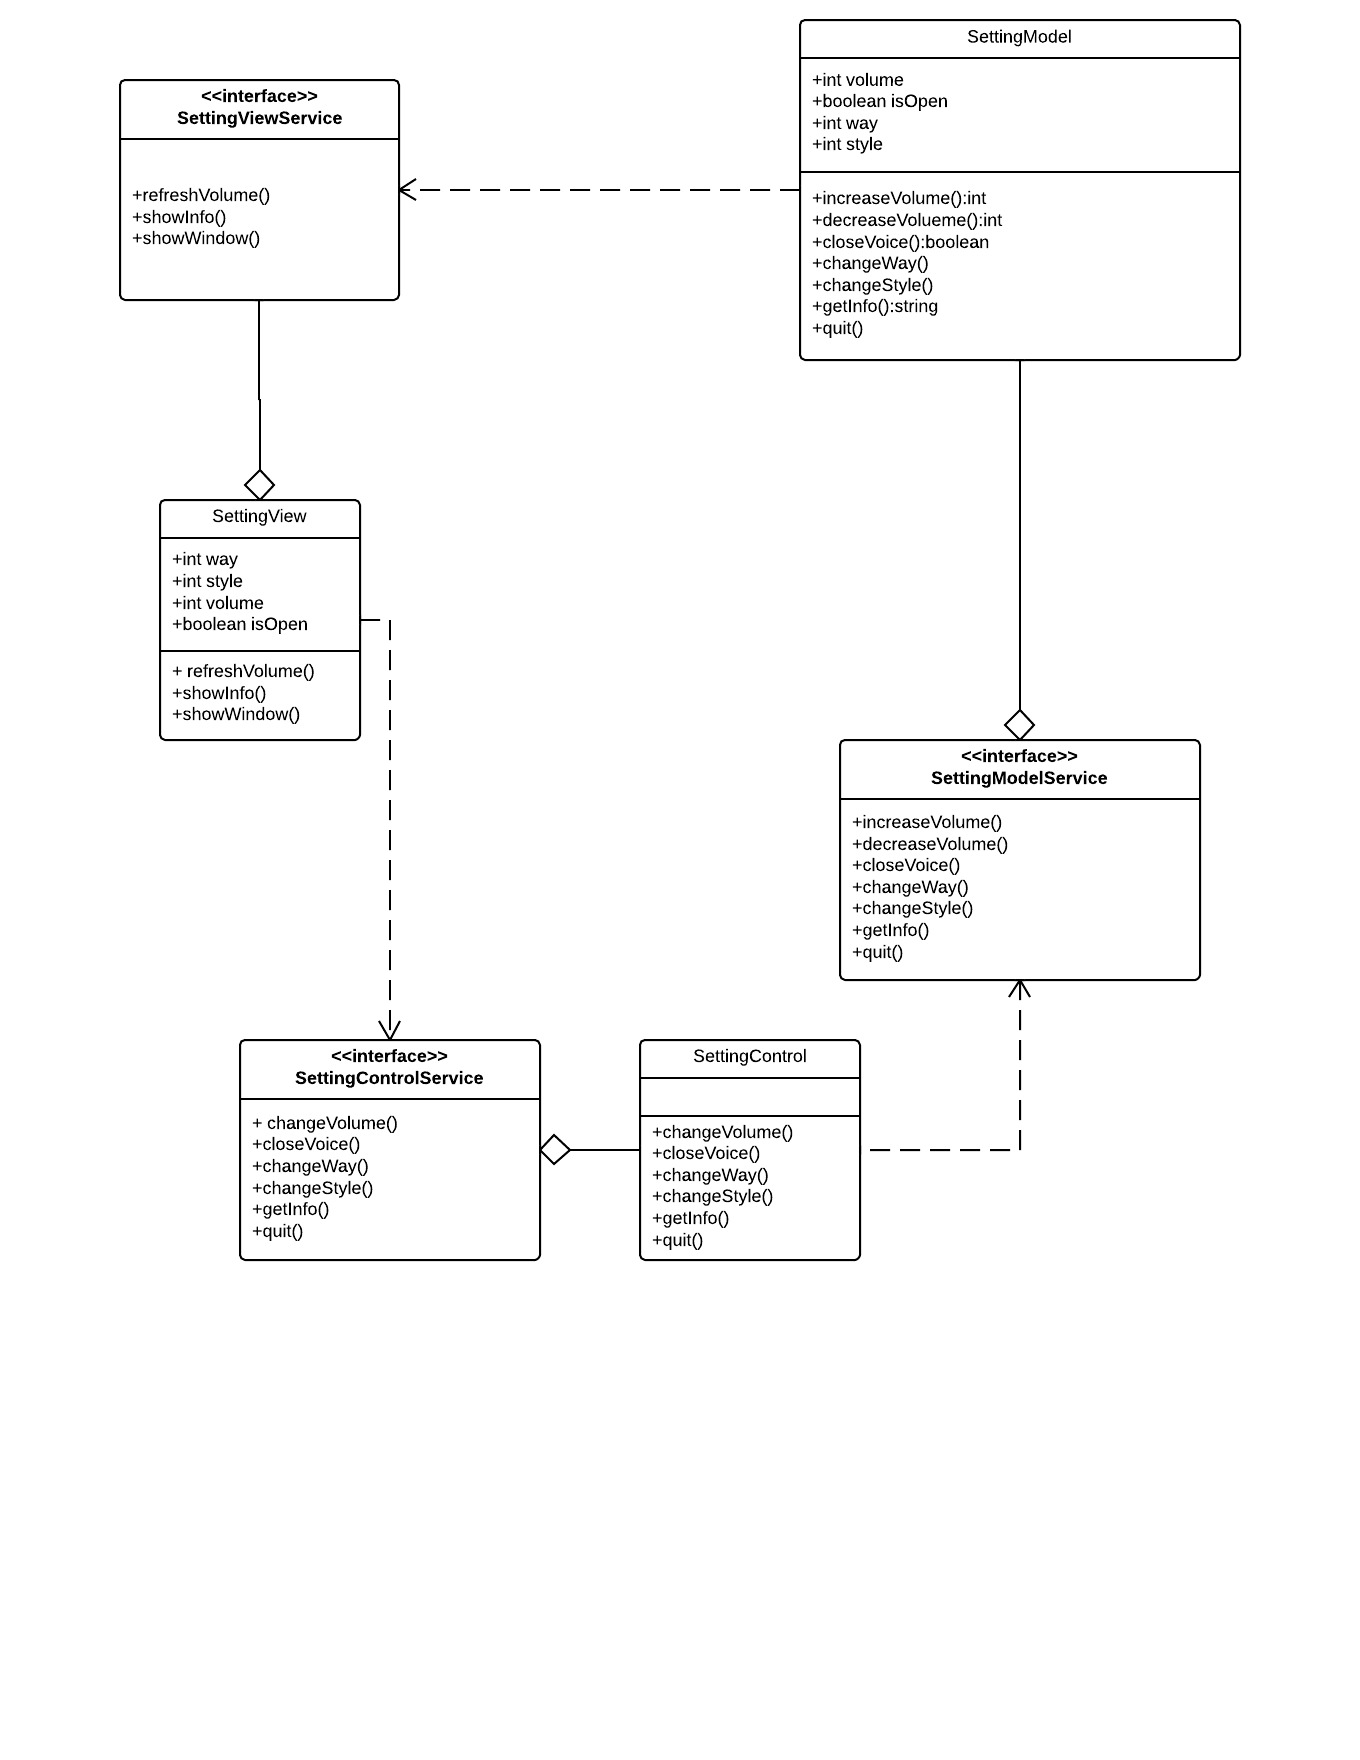 SettingModel
+int volume
+boolean isOpen
+int way
+int style
+increaseVolume():int
+decreaseVolueme():int
+closeVoice():boolean
+changeWay()
+changeStyle()
+getInfo():string
+quit()
<<interface>>
SettingViewService
+refreshVolume()
+showInfo()
+showWindow()
SettingView
+int way
+int style
+int volume
+boolean isOpen
+ refreshVolume()
+showInfo()
+showWindow()
<<interface>>
SettingModelService
+increaseVolume()
+decreaseVolume()
+closeVoice()
+changeWay()
+changeStyle()
+getInfo()
+quit()
<<interface>>
SettingControlService
+ changeVolume()
+closeVoice()
+changeWay()
+changeStyle()
+getInfo()
+quit()
SettingControl
+changeVolume()
+closeVoice()
+changeWay()
+changeStyle()
+getInfo()
+quit()